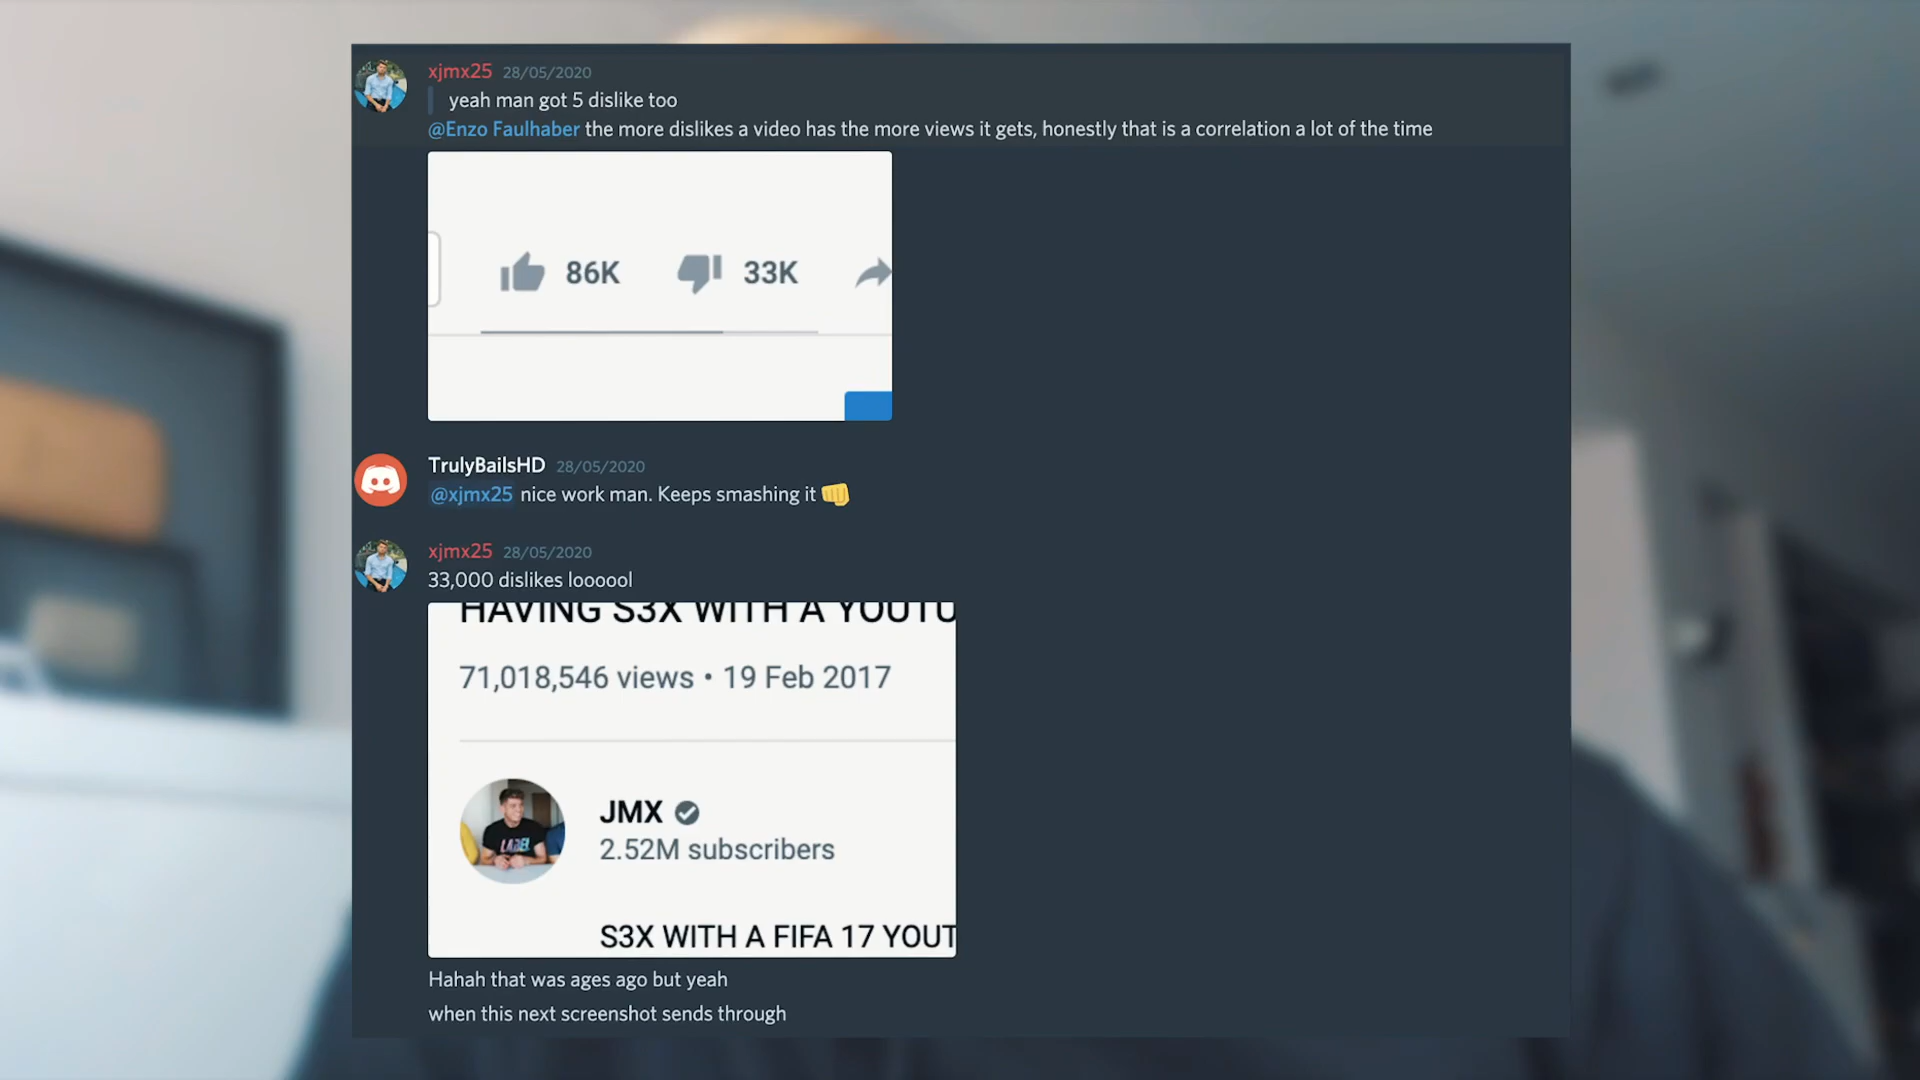 xjmx25 28/05/2020
yeah man got 5 dislike too
@Enzo Faulhaber the more dislikes a video has the more views it gets, honestly that is a correlation a lot of the time
86K 33K
TrulyBailsHD 28/05/2020
@xjmx25 nice work man. Keeps smashing it
xjmx25 28/05/2020
33,000 dislikes loooool
HAVING S3X WITH A YOUTU
71,018,546 views • 19 Feb 2017
JMX
2.52M subscribers
S3X WITH A FIFA 17 YOUT
Hahah that was ages ago but yeah
when this next screenshot sends through